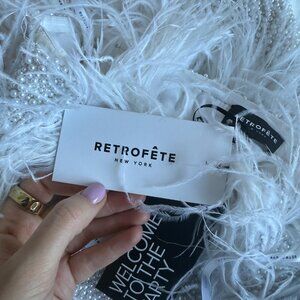 RETROFÊTE
NEW YORK
RETROFÊTE
WELCOME
TO THE
PARTY